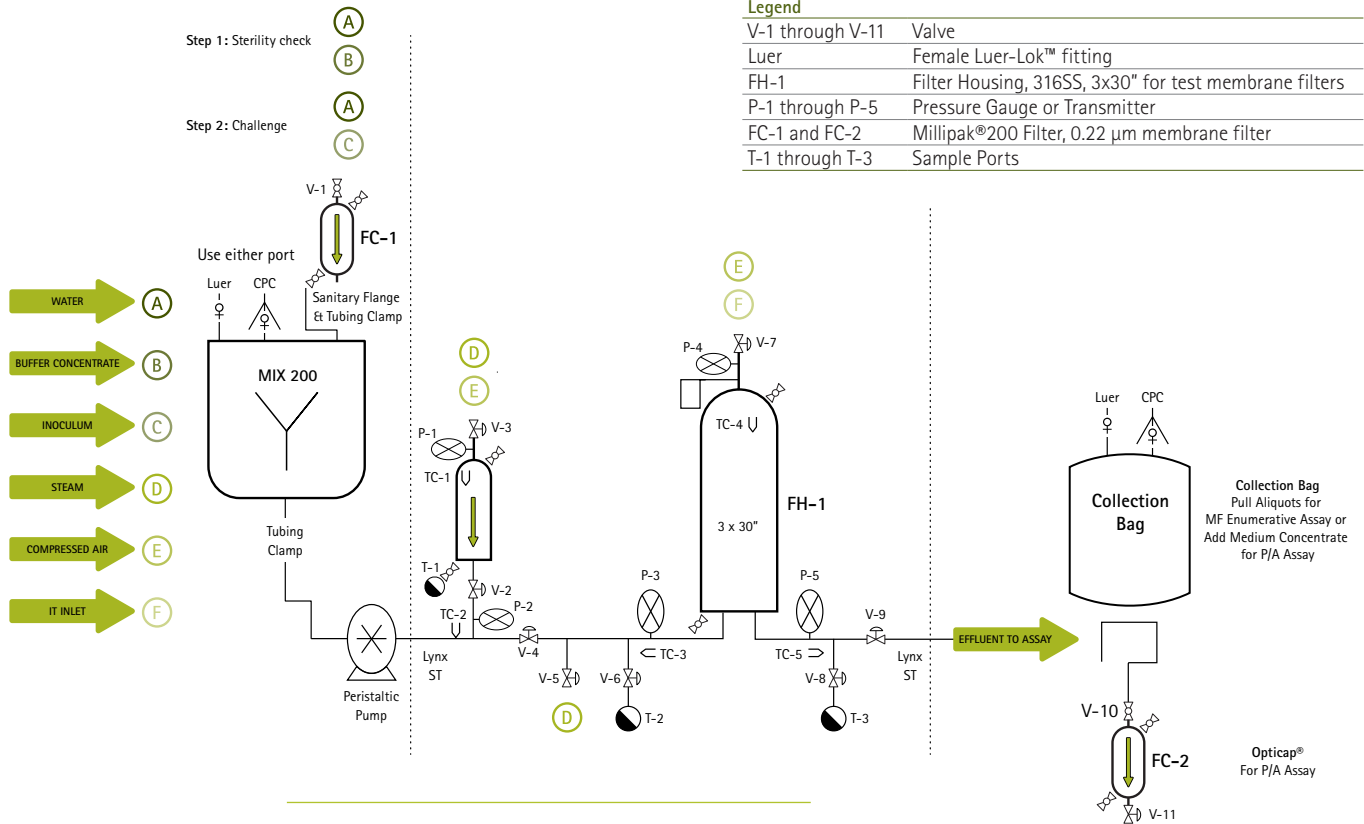 Legend
V-1 through V-11 Valve
Luer Female Luer-Lok™ fitting
FH-1 Filter Housing, 316SS, 3x30” for test membrane filters
P-1 through P-5 Pressure Gauge or Transmitter
FC-1 and FC-2 Millipak®200 Filter, 0.22 µm membrane filter
T-1 through T-3 Sample Ports
Step 1: Sterility check
A
B
Step 2: Challenge
A
C
V-1
FC-1
Use either port
Luer
CPC
Sanitary Flange
& Tubing Clamp
WATER
A
BUFFER CONCENTRATE
B
INOCULUM
C
STEAM
D
COMPRESSED AIR
E
IT INLET
F
MIX 200
Tubing
Clamp
Peristaltic
Pump
D
E
P-1
V-3
TC-1
T-1
V-2
TC-2
P-2
Lynx
ST
V-4
V-5
D
V-6
T-2
P-3
TC-3
E
F
P-4
V-7
TC-4
FH-1
3 x 30”
P-5
TC-5
V-8
T-3
V-9
Lynx
ST
EFFLUENT TO ASSAY
Luer
CPC
Collection
Bag
Collection Bag
Pull Aliquots for
MF Enumerative Assay or
Add Medium Concentrate
for P/A Assay
V-10
FC-2
V-11
Opticap®
For P/A Assay